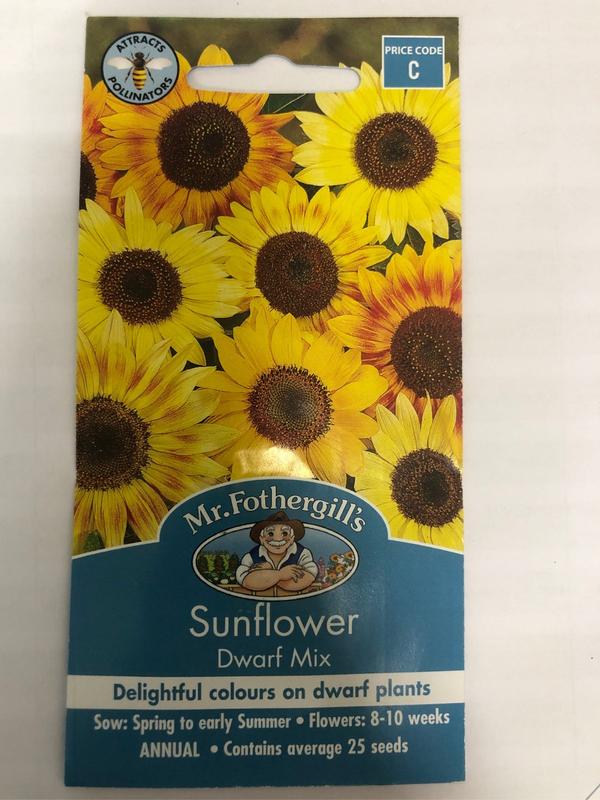 ATTRACTS
POLLINATORS
PRICE CODE
C
Mr. Fothergill's
Sunflower
Dwarf Mix
Delightful colours on dwarf plants
Sow: Spring to early Summer • Flowers: 8-10 weeks
ANNUAL • Contains average 25 seeds